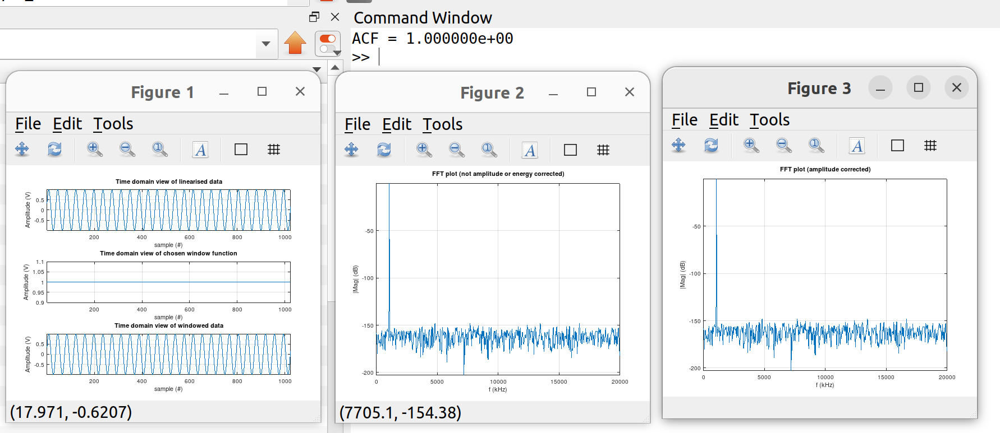 Command Window
ACF = 1.000000e+00
>>
Figure 1
File Edit Tools
A
Time domain view of linearised data
Amplitude (V)
0.5
0
-0.5
200 400 600 800 1000
sample (#)
Time domain view of chosen window function
Amplitude (V)
1.1
1.05
1
0.95
0.9
200 400 600 800 1000
sample (#)
Time domain view of windowed data
Amplitude (V)
0.5
0
-0.5
200 400 600 800 1000
sample (#)
(17.971, -0.6207)
Figure 2
File Edit Tools
A
FFT plot (not amplitude or energy corrected)
|Mag| (dB)
-50
-100
-150
-200
0 5000 10000 15000 20000
f (kHz)
(7705.1, -154.38)
Figure 3
File Edit Tools
A
FFT plot (amplitude corrected)
|Mag| (dB)
-50
-100
-150
-200
0 5000 10000 15000 20000
f (kHz)